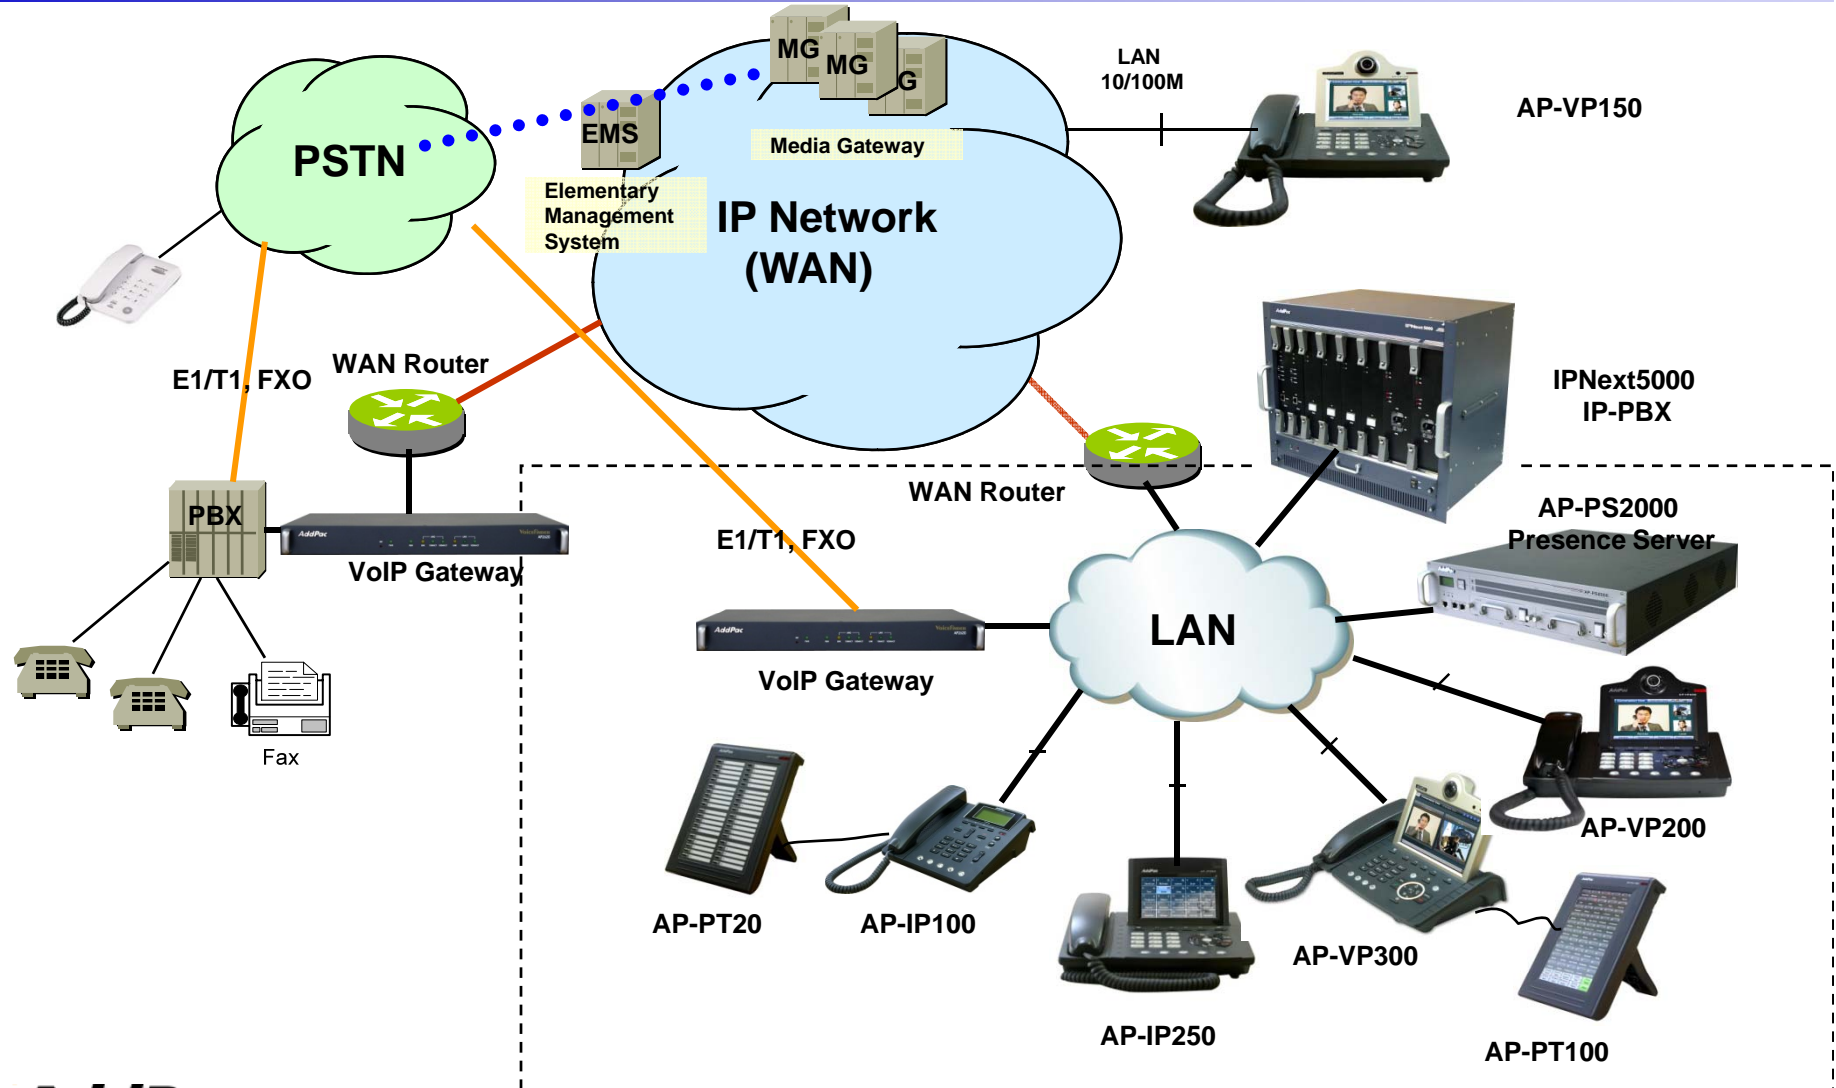 MG
MG
G
EMS
PSTN
Media Gateway
Elementary
Management
System
IP Network
(WAN)
LAN
10/100M
AP-VP150
WAN Router
E1/T1, FXO
IPNext5000
IP-PBX
WAN Router
PBX
AddPac
VoIP Gateway
E1/T1, FXO
AP-PS2000
Presence Server
AddPac
VoIP Gateway
LAN
Fax
AP-PT20
AP-IP100
AP-IP250
AP-VP300
AP-VP200
AP-PT100